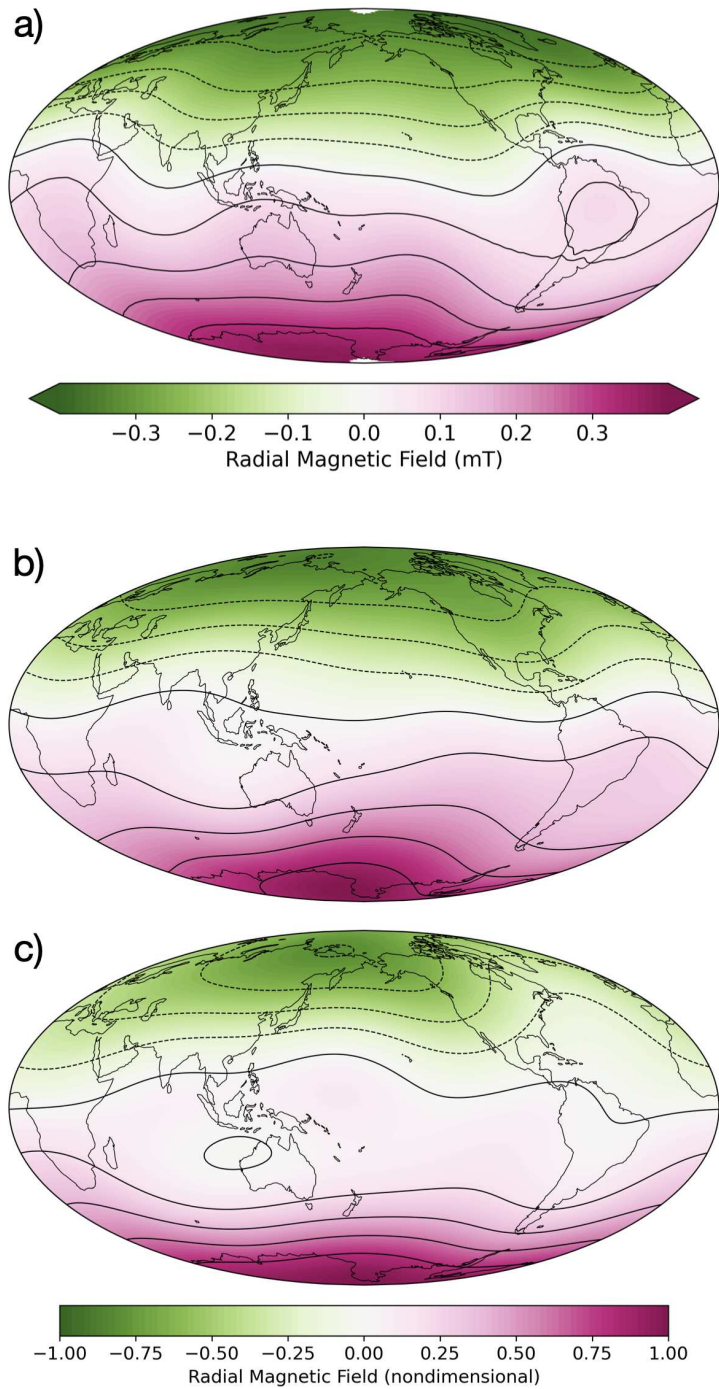 a)
−0.3 −0.2 −0.1 0.0 0.1 0.2 0.3
Radial Magnetic Field (mT)
b)
c)
−1.00 −0.75 −0.50 −0.25 0.00 0.25 0.50 0.75 1.00
Radial Magnetic Field (nondimensional)